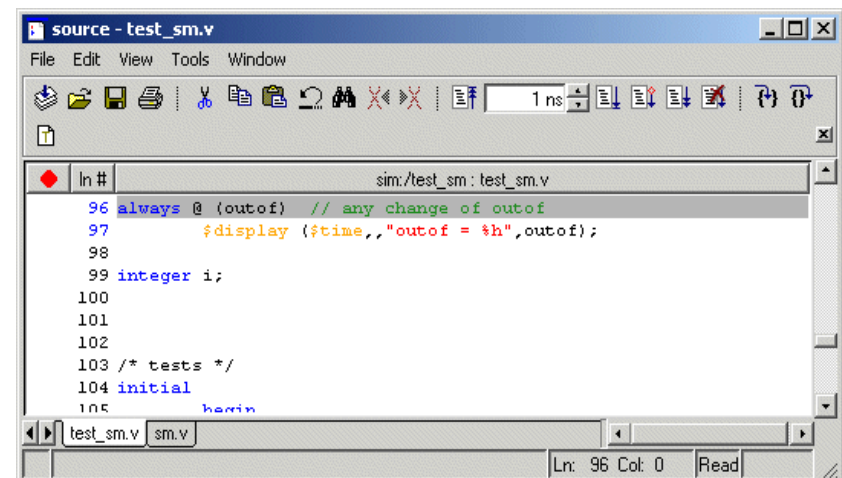 source - test_sm.v
File Edit View Tools Window
1 ns
ln # sim:/test_sm : test_sm.v
96 always @ (outof) // any change of outof
97 $display ($time,,"outof = %h",outof);
98
99 integer i;
100
101
102
103 /* tests */
104 initial
105 begin
test_sm.v sm.v
Ln: 96 Col: 0 Read